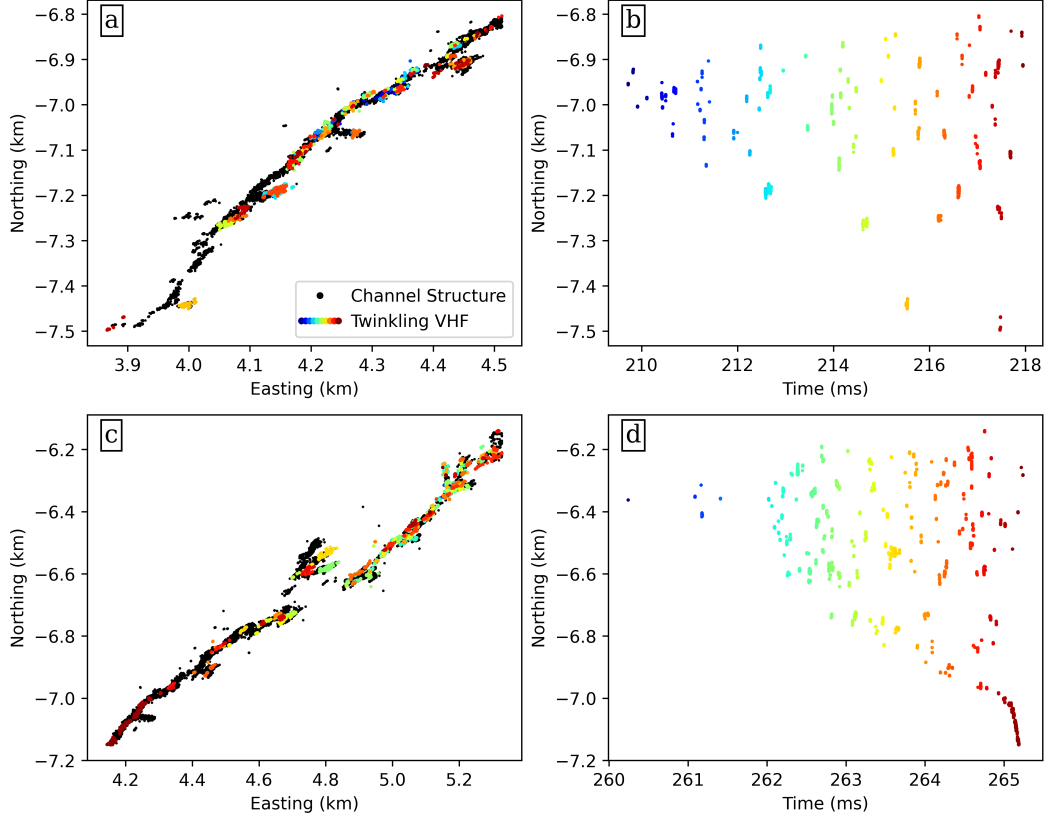 a
−6.8
−6.9
−7.0
−7.1
−7.2
−7.3
−7.4
−7.5
Northing (km)
Channel Structure
Twinkling VHF
3.9 4.0 4.1 4.2 4.3 4.4 4.5
Easting (km)
b
−6.8
−6.9
−7.0
−7.1
−7.2
−7.3
−7.4
−7.5
Northing (km)
210 212 214 216 218
Time (ms)
c
−6.2
−6.4
−6.6
−6.8
−7.0
−7.2
Northing (km)
4.2 4.4 4.6 4.8 5.0 5.2
Easting (km)
d
−6.2
−6.4
−6.6
−6.8
−7.0
−7.2
Northing (km)
260 261 262 263 264 265
Time (ms)